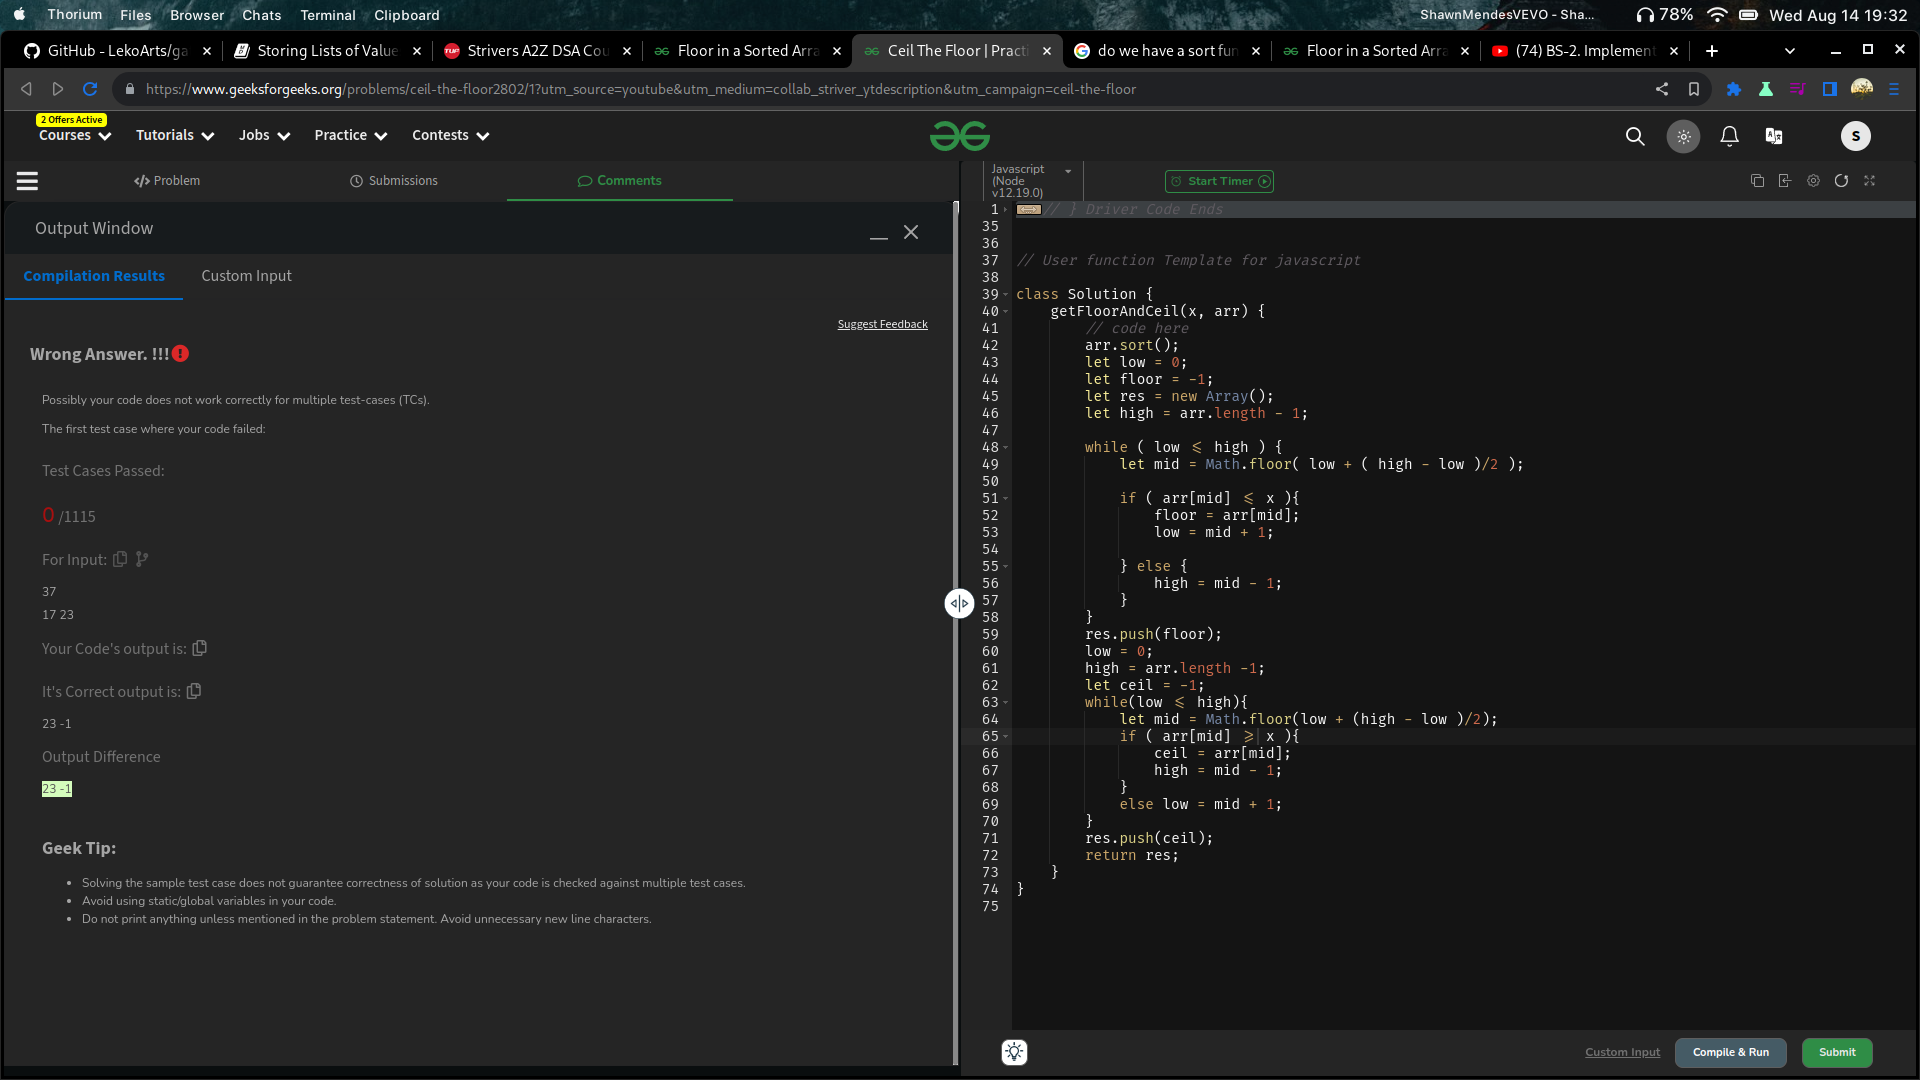 Thorium Files Browser Chats Terminal Clipboard
ShawnMendesVEVO - Sha... 78% Wed Aug 14 19:32
GitHub - LekoArts/ga
Storing Lists of Value
Strivers A2Z DSA Cou
Floor in a Sorted Arra
Ceil The Floor | Practi
do we have a sort fun
Floor in a Sorted Arra
(74) BS-2. Implement
https://www.geeksforgeeks.org/problems/ceil-the-floor2802/1?utm_source=youtube&utm_medium=collab_striver_ytdescription&utm_campaign=ceil-the-floor
2 Offers Active
Courses Tutorials Jobs Practice Contests
S
</> Problem Submissions Comments
Output Window
Compilation Results Custom Input
Suggest Feedback
Wrong Answer. !!!
Possibly your code does not work correctly for multiple test-cases (TCs).
The first test case where your code failed:
Test Cases Passed:
0 /1115
For Input:
37
17 23
Your Code's output is:
It's Correct output is:
23 -1
Output Difference
23 -1
Geek Tip:
• Solving the sample test case does not guarantee correctness of solution as your code is checked against multiple test cases.
• Avoid using static/global variables in your code.
• Do not print anything unless mentioned in the problem statement. Avoid unnecessary new line characters.
Javascript
(Node
v12.19.0)
Start Timer
1 // } Driver Code Ends
35
36
37 // User function Template for javascript
38
39 class Solution {
40 getFloorAndCeil(x, arr) {
41 // code here
42 arr.sort();
43 let low = 0;
44 let floor = -1;
45 let res = new Array();
46 let high = arr.length - 1;
47
48 while ( low <= high ) {
49 let mid = Math.floor( low + ( high - low )/2 );
50
51 if ( arr[mid] <= x ){
52 floor = arr[mid];
53 low = mid + 1;
54
55 } else {
56 high = mid - 1;
57 }
58 }
59 res.push(floor);
60 low = 0;
61 high = arr.length -1;
62 let ceil = -1;
63 while(low <= high){
64 let mid = Math.floor(low + (high - low )/2);
65 if ( arr[mid] >= x ){
66 ceil = arr[mid];
67 high = mid - 1;
68 }
69 else low = mid + 1;
70 }
71 res.push(ceil);
72 return res;
73 }
74 }
75
Custom Input Compile & Run Submit